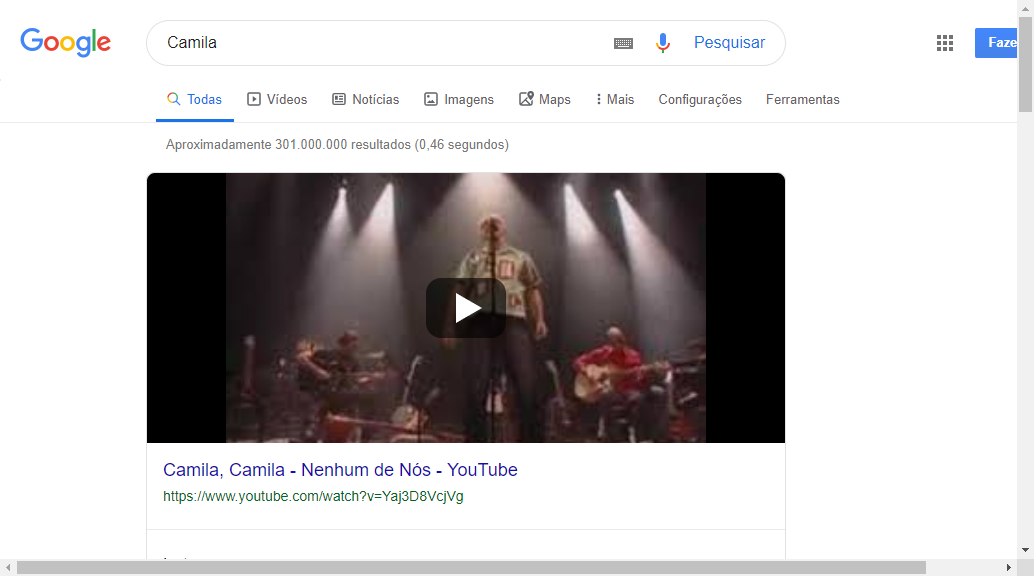 Google
Camila
Pesquisar
Faze
Todas
Vídeos
Notícias
Imagens
Maps
Mais
Configurações
Ferramentas
Aproximadamente 301.000.000 resultados (0,46 segundos)
Camila, Camila - Nenhum de Nós - YouTube
https://www.youtube.com/watch?v=Yaj3D8VcjVg